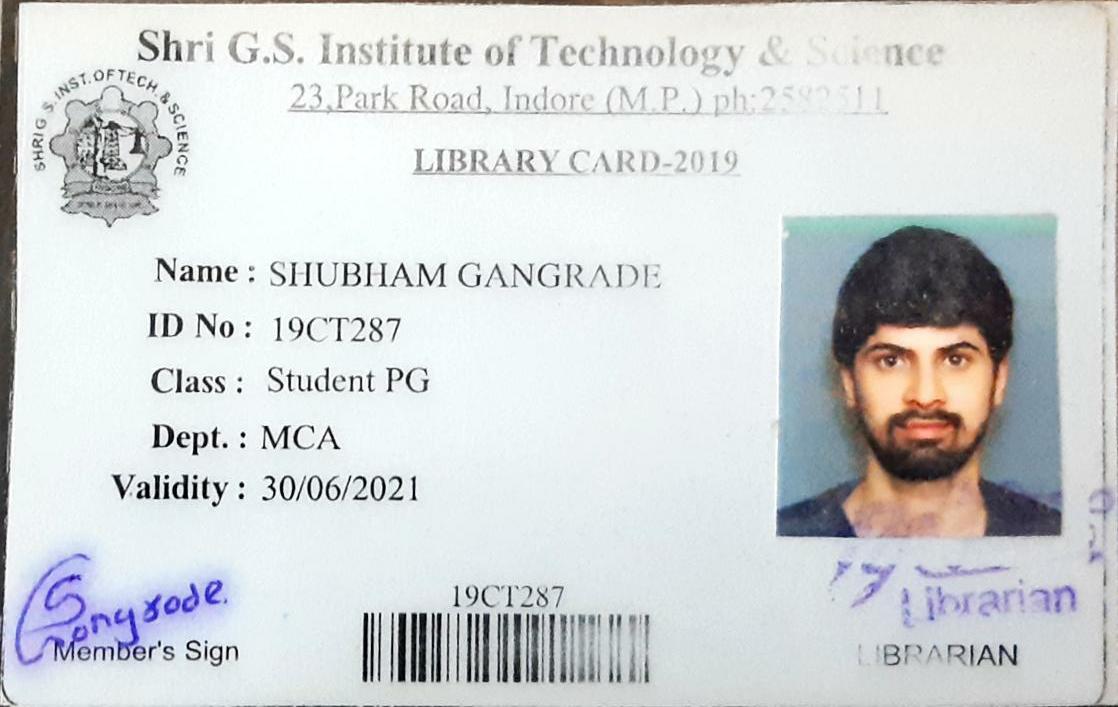 Shri G.S. Institute of Technology & Science
23,Park Road, Indore (M.P.) ph:2582511
SHRI G. S. INST. OF TECH. & SCIENCE
LIBRARY CARD-2019
Name : SHUBHAM GANGRADE
ID No : 19CT287
Class : Student PG
Dept. : MCA
Validity : 30/06/2021
Gangrade.
Member's Sign
19CT287
Librarian
LIBRARIAN